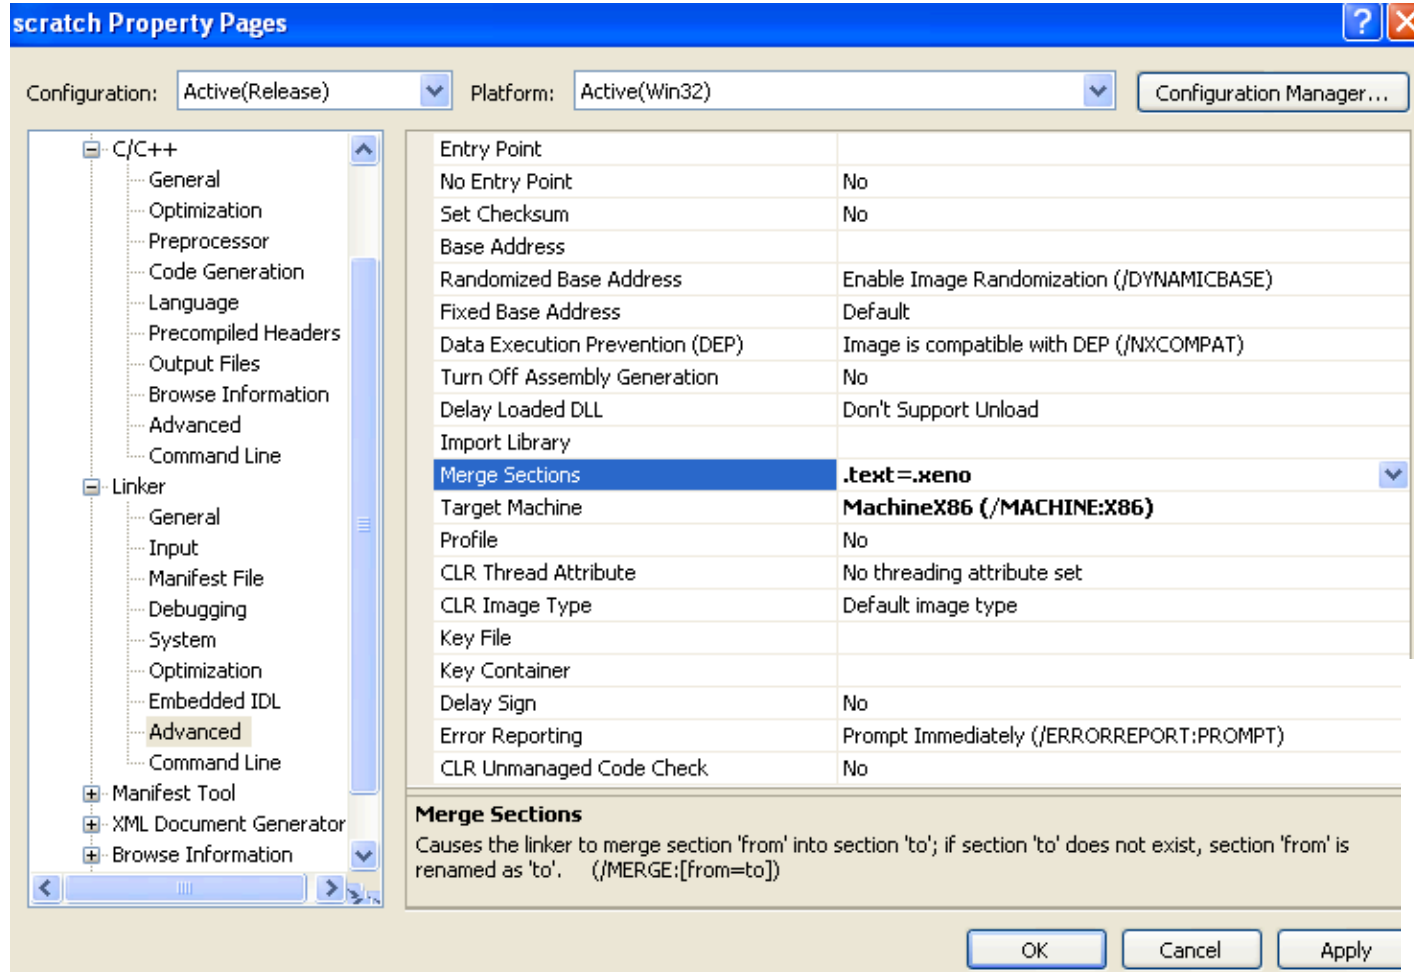 scratch Property Pages
Configuration: Active(Release) Platform: Active(Win32) Configuration Manager...
C/C++
General
Optimization
Preprocessor
Code Generation
Language
Precompiled Headers
Output Files
Browse Information
Advanced
Command Line
Linker
General
Input
Manifest File
Debugging
System
Optimization
Embedded IDL
Advanced
Command Line
Manifest Tool
XML Document Generator
Browse Information
Entry Point
No Entry Point No
Set Checksum No
Base Address
Randomized Base Address Enable Image Randomization (/DYNAMICBASE)
Fixed Base Address Default
Data Execution Prevention (DEP) Image is compatible with DEP (/NXCOMPAT)
Turn Off Assembly Generation No
Delay Loaded DLL Don't Support Unload
Import Library
Merge Sections .text=.xeno
Target Machine MachineX86 (/MACHINE:X86)
Profile No
CLR Thread Attribute No threading attribute set
CLR Image Type Default image type
Key File
Key Container
Delay Sign No
Error Reporting Prompt Immediately (/ERRORREPORT:PROMPT)
CLR Unmanaged Code Check No
Merge Sections
Causes the linker to merge section 'from' into section 'to'; if section 'to' does not exist, section 'from' is
renamed as 'to'. (/MERGE:[from=to])
OK Cancel Apply